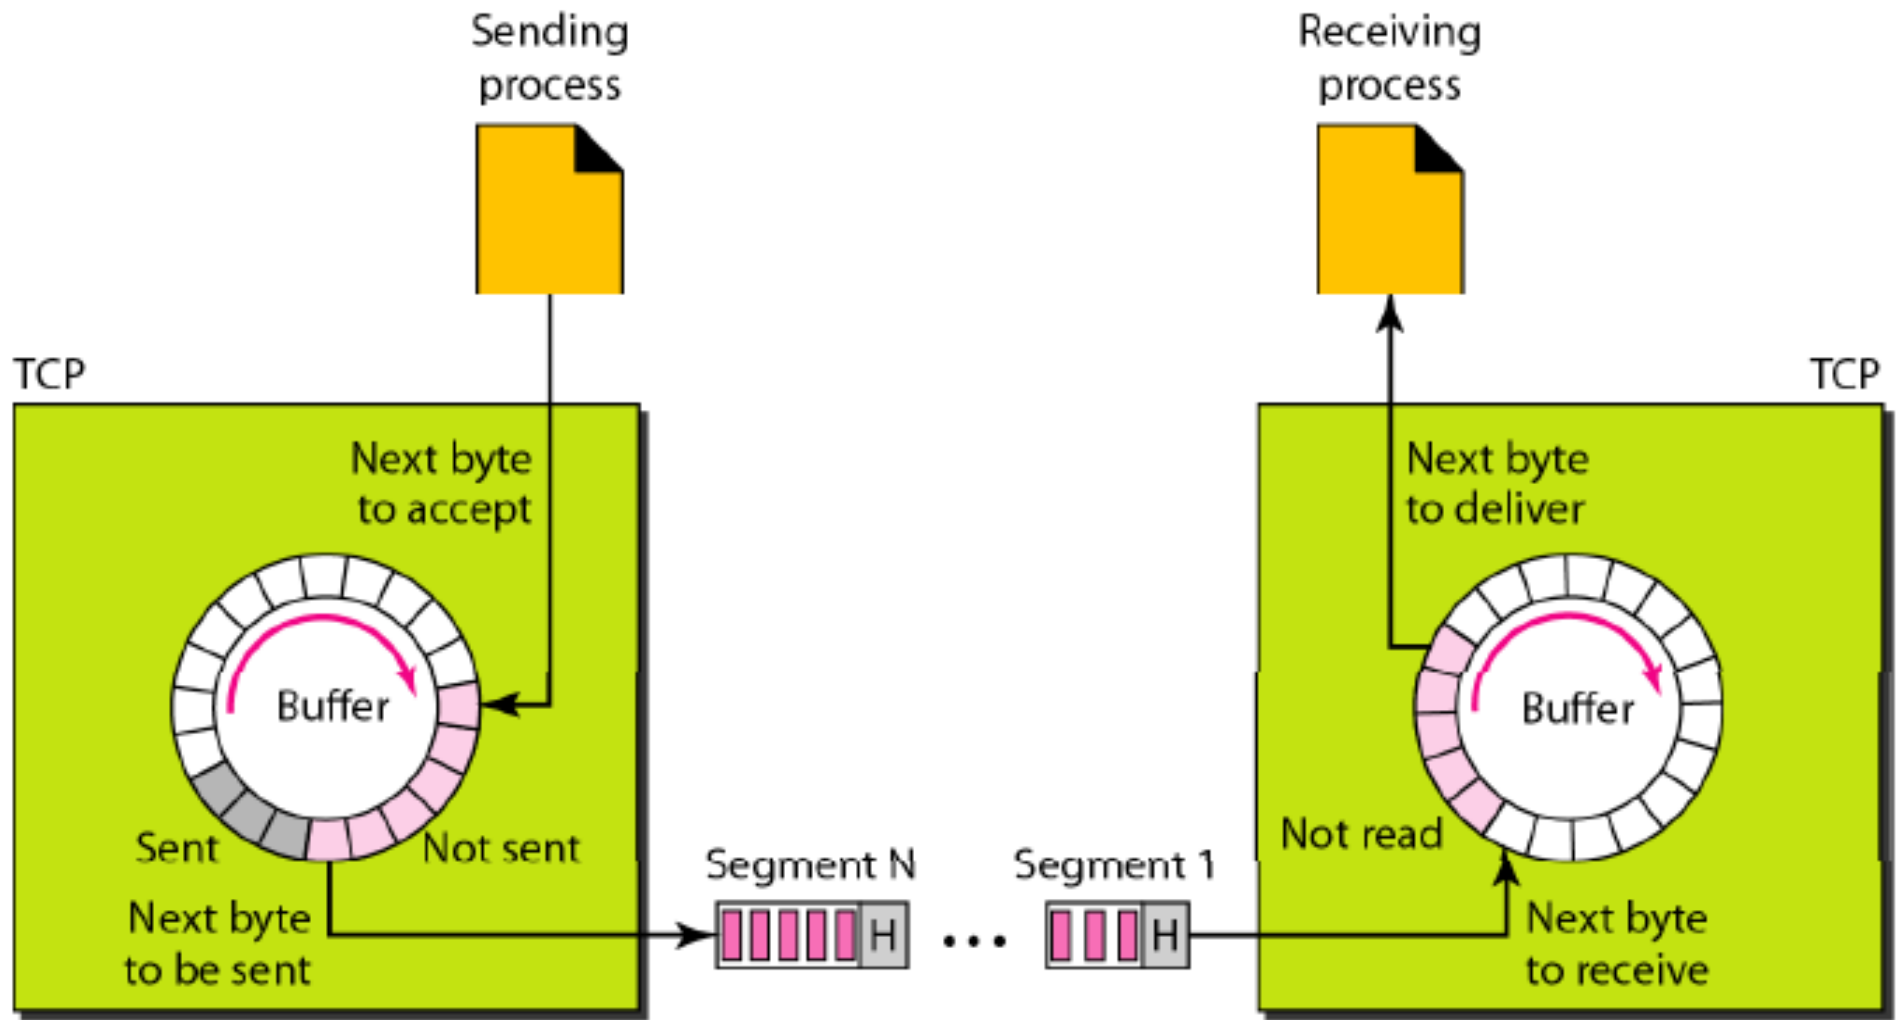 Sending
process
Receiving
process
TCP
TCP
Next byte
to accept
Next byte
to deliver
Buffer
Buffer
Sent
Not sent
Not read
Segment N
Segment 1
Next byte
to be sent
H
...
H
Next byte
to receive